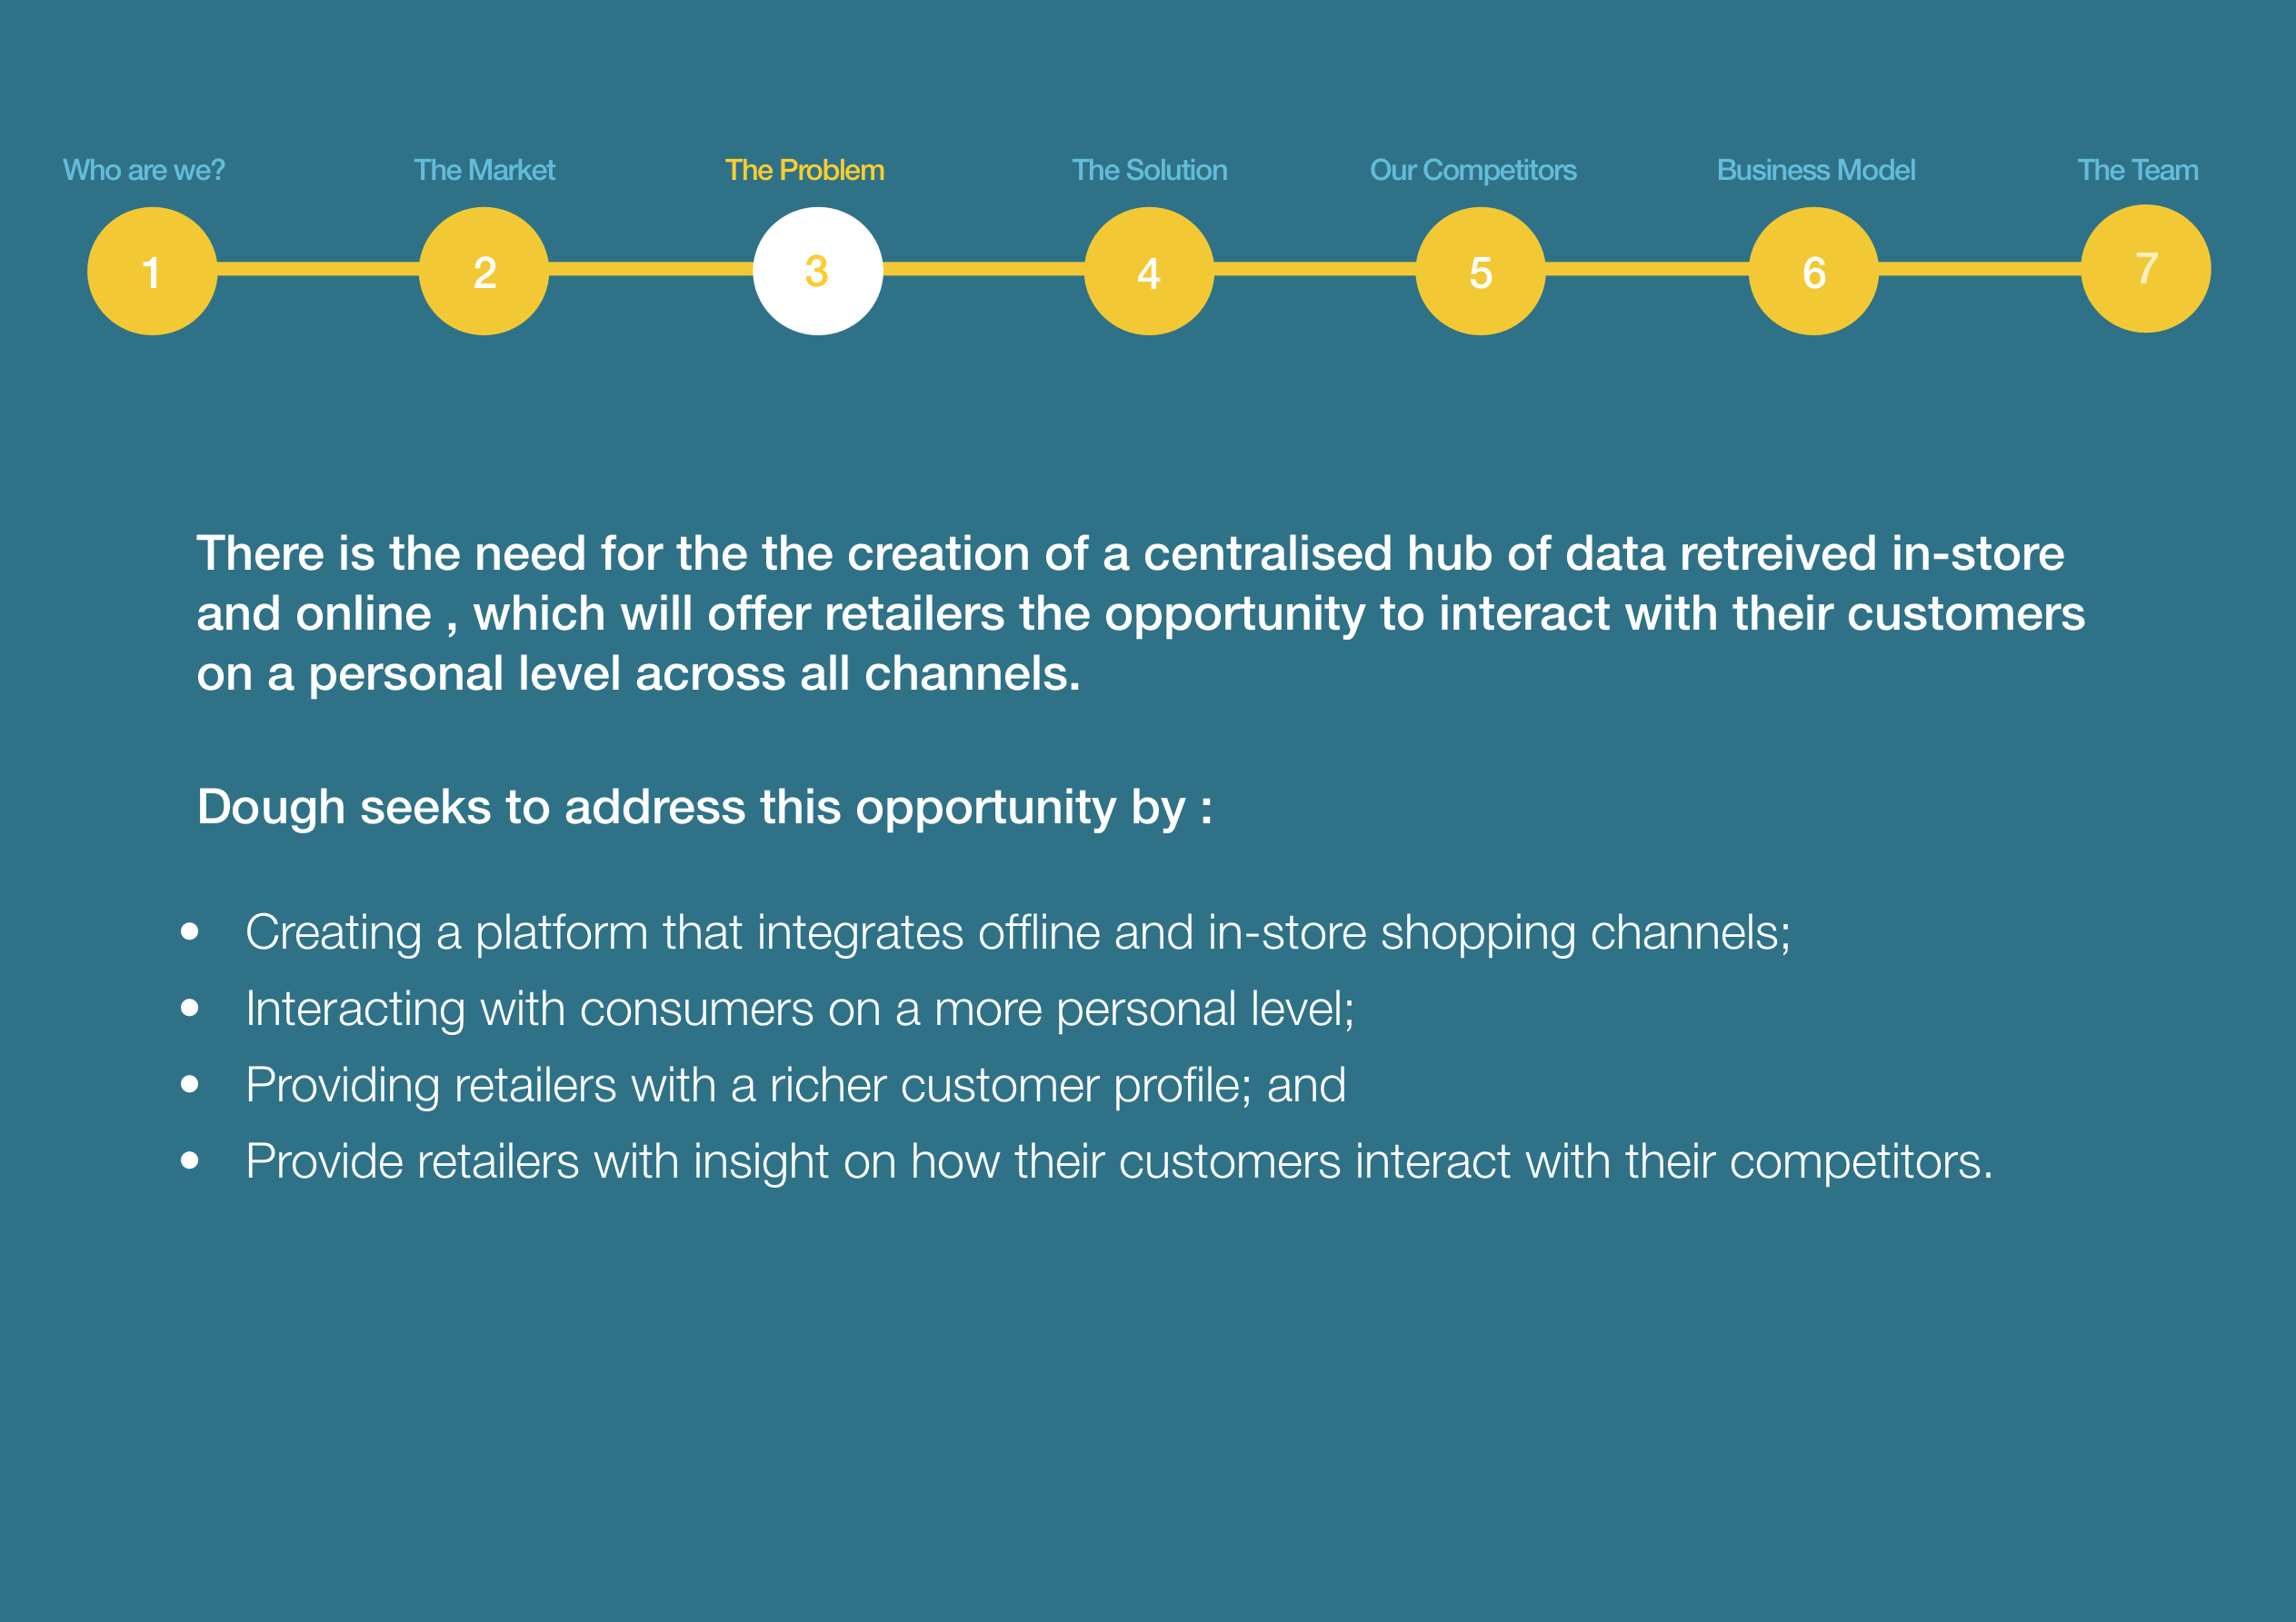 Who are we?
The Market
The Problem
The Solution
Our Competitors
Business Model
The Team
1
2
3
4
5
6
7
There is the need for the the creation of a centralised hub of data retreived in-store
and online , which will offer retailers the opportunity to interact with their customers
on a personal level across all channels.
Dough seeks to address this opportunity by :
• Creating a platform that integrates offline and in-store shopping channels;
• Interacting with consumers on a more personal level;
• Providing retailers with a richer customer profile; and
• Provide retailers with insight on how their customers interact with their competitors.